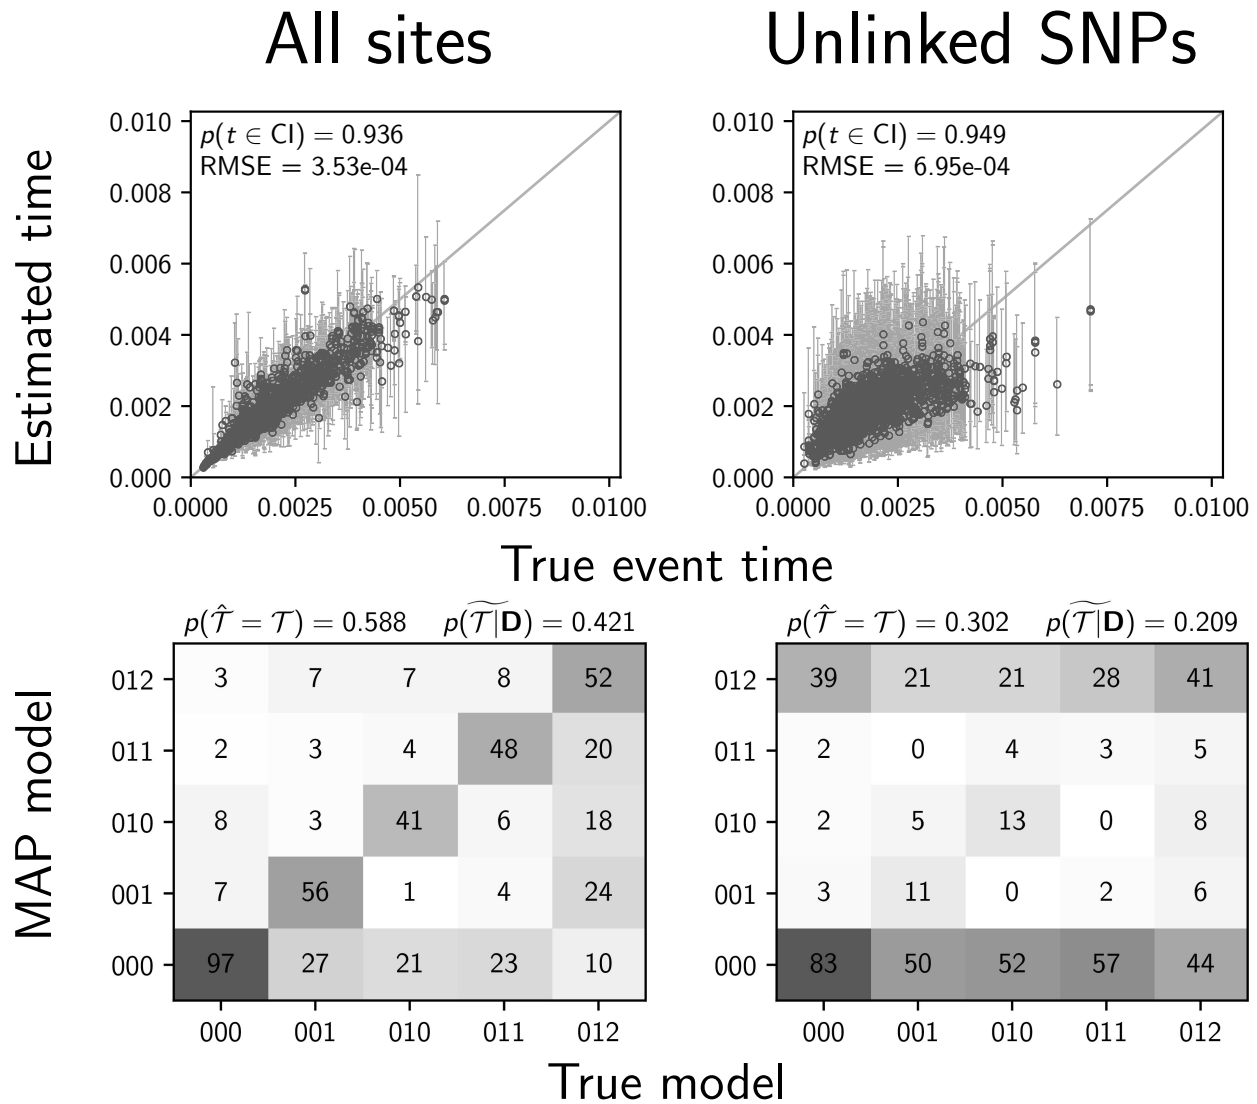 All sites
Unlinked SNPs
Estimated time
0.010
0.008
0.006
0.004
0.002
0.000
p(t ∈ CI) = 0.936
RMSE = 3.53e-04
0.0000 0.0025 0.0050 0.0075 0.0100
0.010
0.008
0.006
0.004
0.002
0.000
p(t ∈ CI) = 0.949
RMSE = 6.95e-04
0.0000 0.0025 0.0050 0.0075 0.0100
True event time
MAP model
p(𝒯̂ = 𝒯) = 0.588 p(𝒯|D)͠ = 0.421
012 3 7 7 8 52
011 2 3 4 48 20
010 8 3 41 6 18
001 7 56 1 4 24
000 97 27 21 23 10
000 001 010 011 012
p(𝒯̂ = 𝒯) = 0.302 p(𝒯|D)͠ = 0.209
012 39 21 21 28 41
011 2 0 4 3 5
010 2 5 13 0 8
001 3 11 0 2 6
000 83 50 52 57 44
000 001 010 011 012
True model